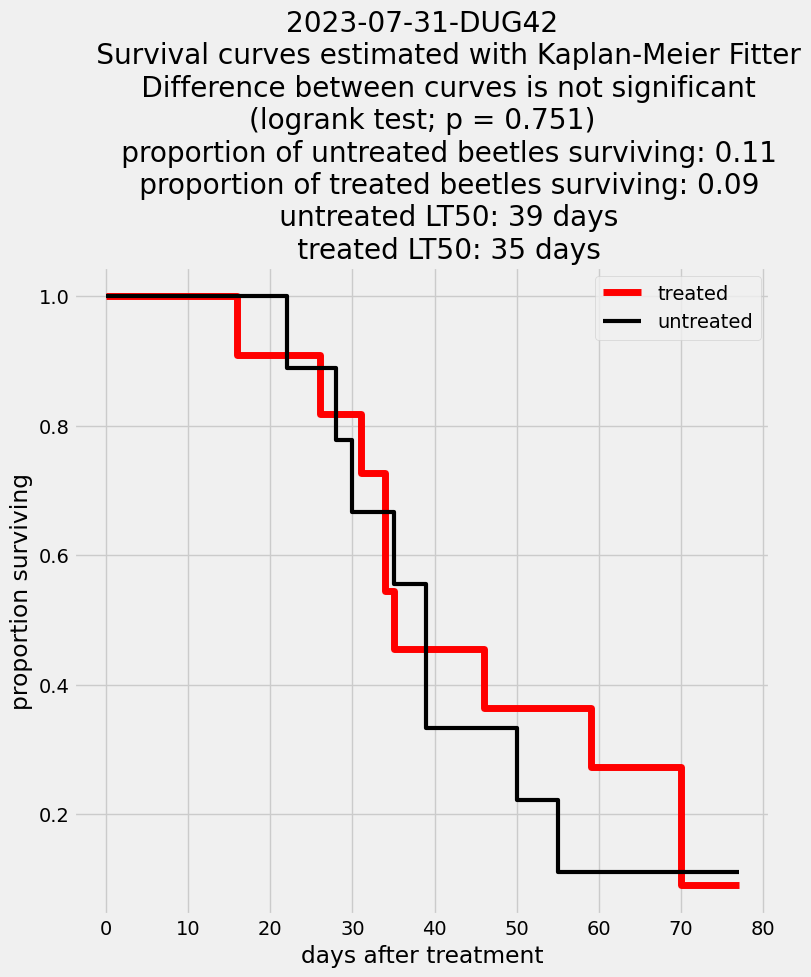 2023-07-31-DUG42
Survival curves estimated with Kaplan-Meier Fitter
Difference between curves is not significant
(logrank test; p = 0.751)
proportion of untreated beetles surviving: 0.11
proportion of treated beetles surviving: 0.09
untreated LT50: 39 days
treated LT50: 35 days
treated
untreated
1.0
0.8
0.6
0.4
0.2
proportion surviving
0 10 20 30 40 50 60 70 80
days after treatment